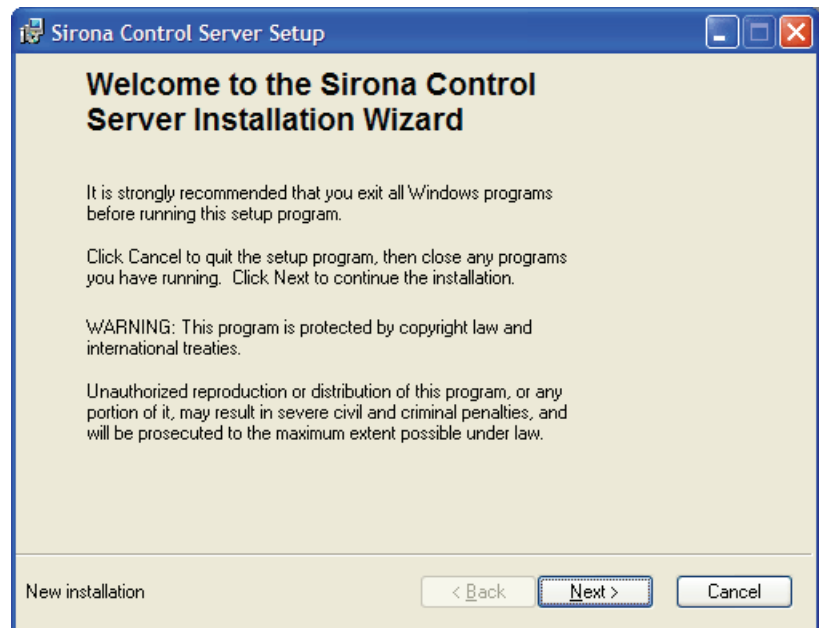 Sirona Control Server Setup
Welcome to the Sirona Control
Server Installation Wizard
It is strongly recommended that you exit all Windows programs
before running this setup program.
Click Cancel to quit the setup program, then close any programs
you have running. Click Next to continue the installation.
WARNING: This program is protected by copyright law and
international treaties.
Unauthorized reproduction or distribution of this program, or any
portion of it, may result in severe civil and criminal penalties, and
will be prosecuted to the maximum extent possible under law.
New installation < Back Next > Cancel